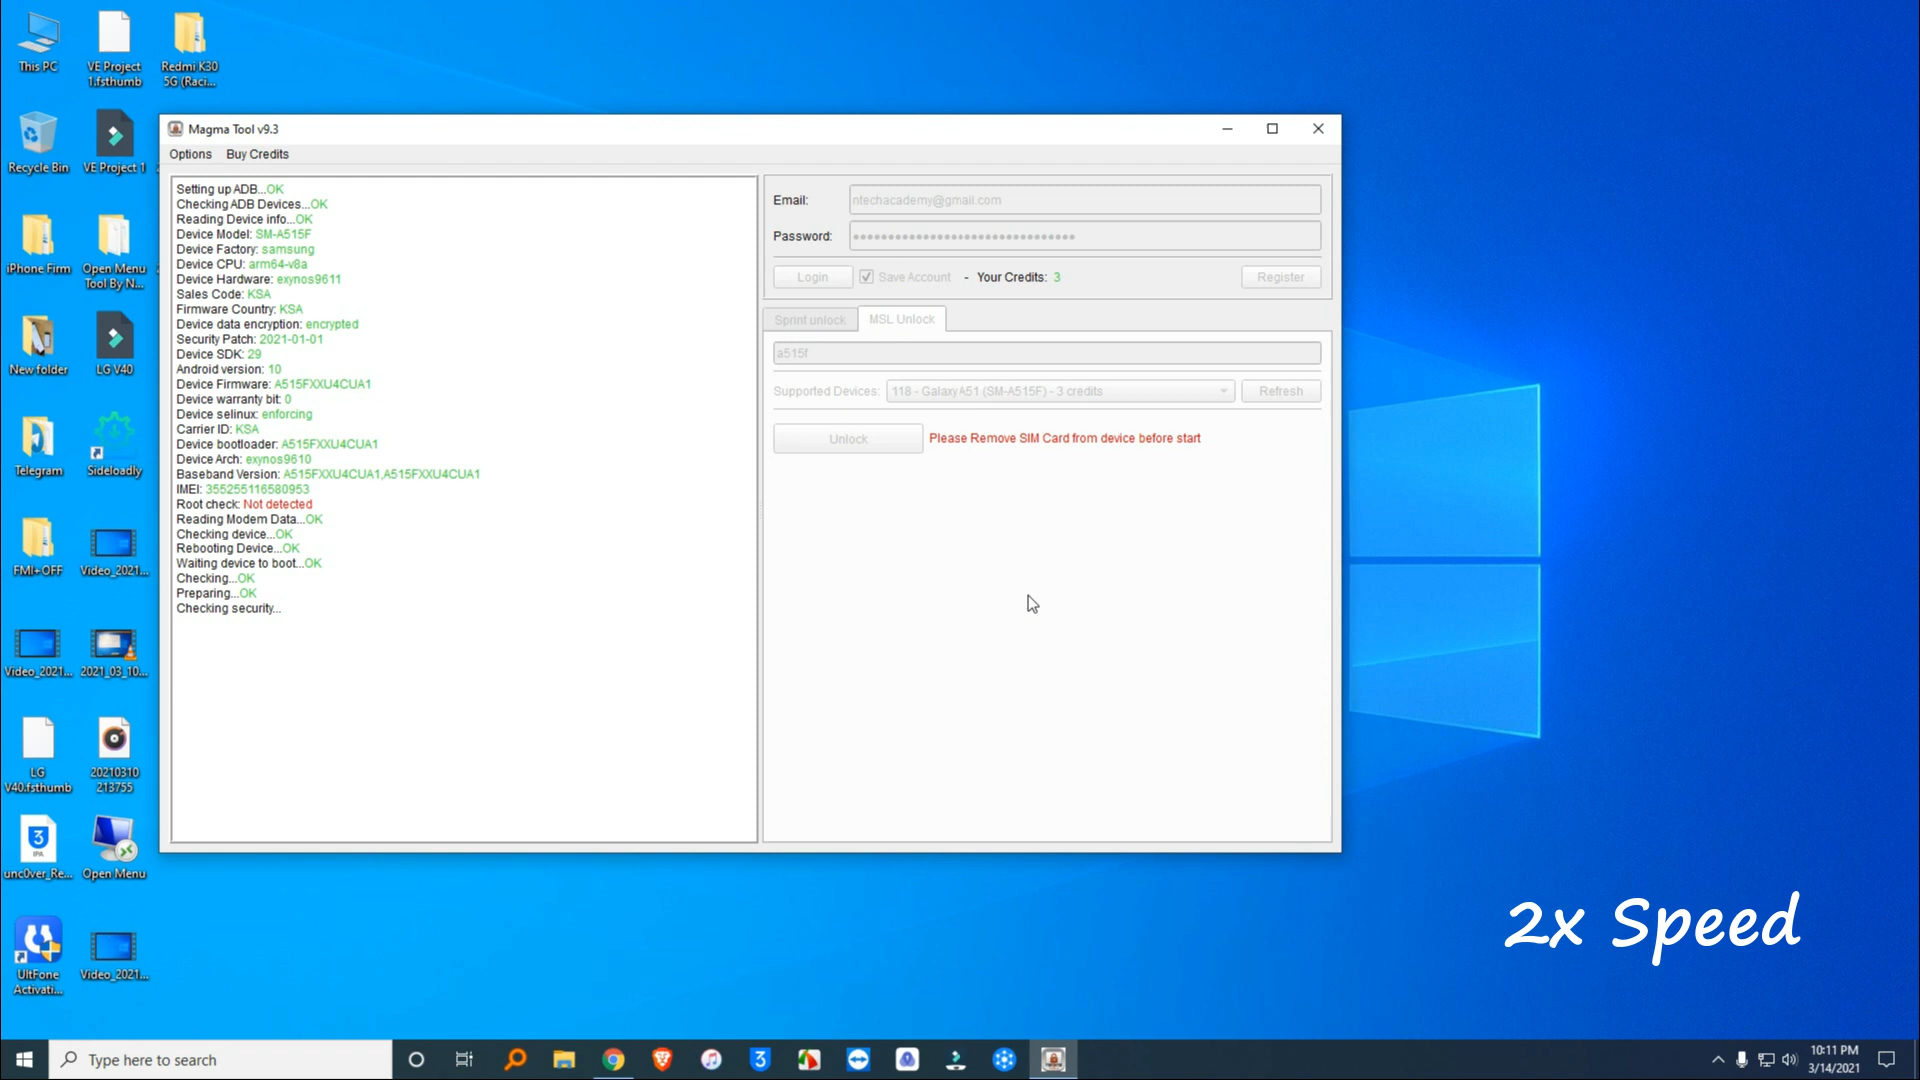 This PC
VE Project
1.fsthumb
Redmi K30
5G (Raci...
Recycle Bin
VE Project 1
iPhone Firm
Open Menu
Tool By N...
New folder
LG V40
Telegram
Sideloadly
FMI+OFF
Video_2021...
Video_2021...
2021_03_10...
LG
V40.fsthumb
20210310
213755
3
IPA
unc0ver_Re...
Open Menu
UltFone
Activati...
Video_2021...
Magma Tool v9.3
Options Buy Credits
Setting up ADB...OK
Checking ADB Devices...OK
Reading Device info...OK
Device Model: SM-A515F
Device Factory: samsung
Device CPU: arm64-v8a
Device Hardware: exynos9611
Sales Code: KSA
Firmware Country: KSA
Device data encryption: encrypted
Security Patch: 2021-01-01
Device SDK: 29
Android version: 10
Device Firmware: A515FXXU4CUA1
Device warranty bit: 0
Device selinux: enforcing
Carrier ID: KSA
Device bootloader: A515FXXU4CUA1
Device Arch: exynos9610
Baseband Version: A515FXXU4CUA1,A515FXXU4CUA1
IMEI: 355255116580953
Root check: Not detected
Reading Modem Data...OK
Checking device...OK
Rebooting Device...OK
Waiting device to boot...OK
Checking...OK
Preparing...OK
Checking security...
Email: ntechacademy@gmail.com
Password:
Login Save Account - Your Credits: 3 Register
Sprint unlock MSL Unlock
a515f
Supported Devices: 118 - Galaxy A51 (SM-A515F) - 3 credits Refresh
Unlock Please Remove SIM Card from device before start
2x Speed
Type here to search
3
10:11 PM
3/14/2021